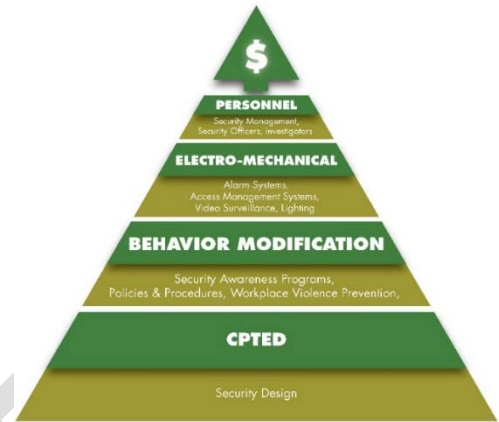 $
PERSONNEL
Security Management,
Security Officers, Investigators
ELECTRO-MECHANICAL
Alarm Systems,
Access Management Systems,
Video Surveillance, Lighting
BEHAVIOR MODIFICATION
Security Awareness Programs,
Policies & Procedures, Workplace Violence Prevention,
CPTED
Security Design